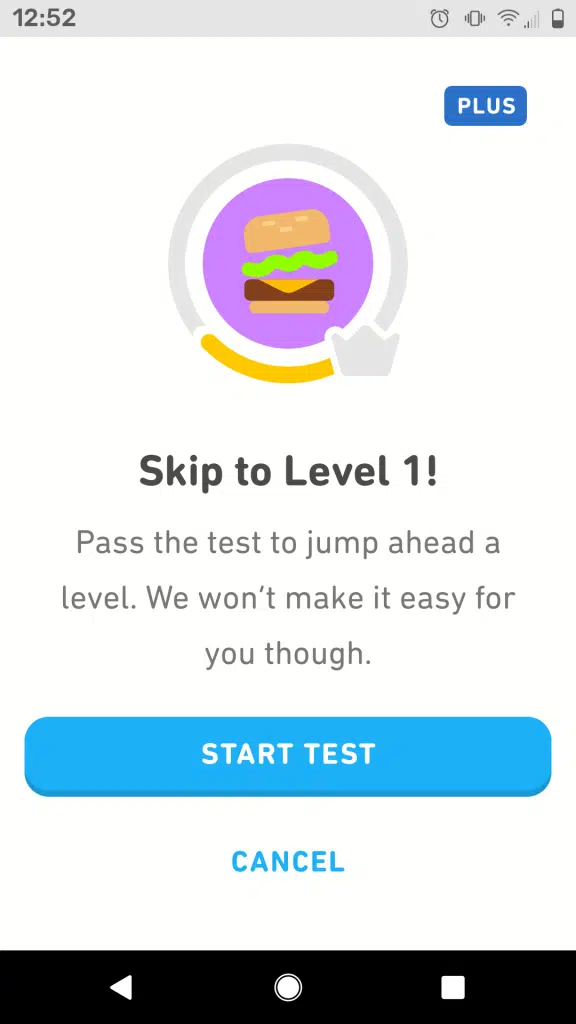 12:52
PLUS
Skip to Level 1!
Pass the test to jump ahead a
level. We won't make it easy for
you though.
START TEST
CANCEL